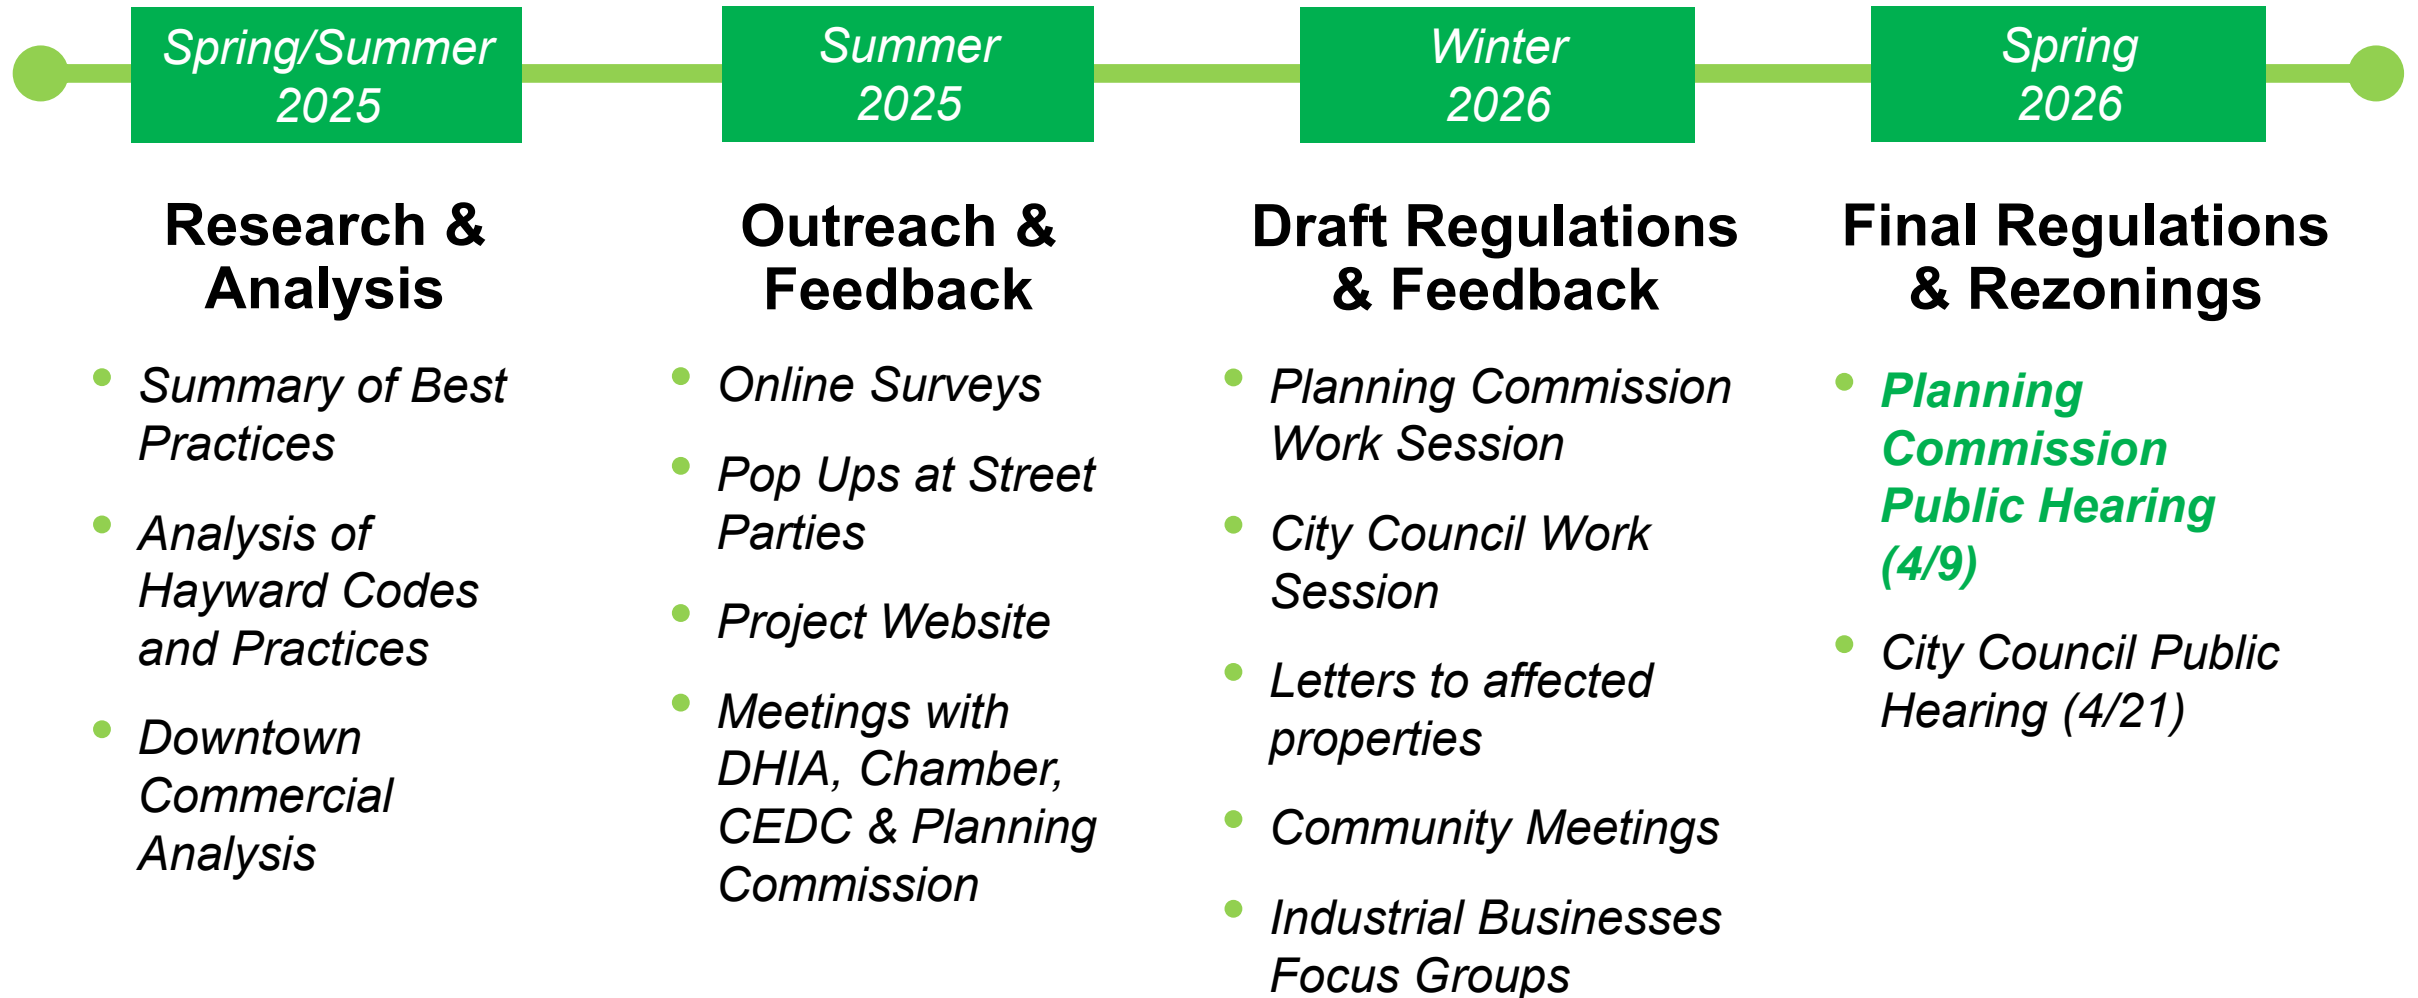 Spring/Summer
2025
Summer
2025
Winter
2026
Spring
2026
Research &
Analysis
• Summary of Best
Practices
• Analysis of
Hayward Codes
and Practices
• Downtown
Commercial
Analysis
Outreach &
Feedback
• Online Surveys
• Pop Ups at Street
Parties
• Project Website
• Meetings with
DHIA, Chamber,
CEDC & Planning
Commission
Draft Regulations
& Feedback
• Planning Commission
Work Session
• City Council Work
Session
• Letters to affected
properties
• Community Meetings
• Industrial Businesses
Focus Groups
Final Regulations
& Rezonings
• Planning
Commission
Public Hearing
(4/9)
• City Council Public
Hearing (4/21)